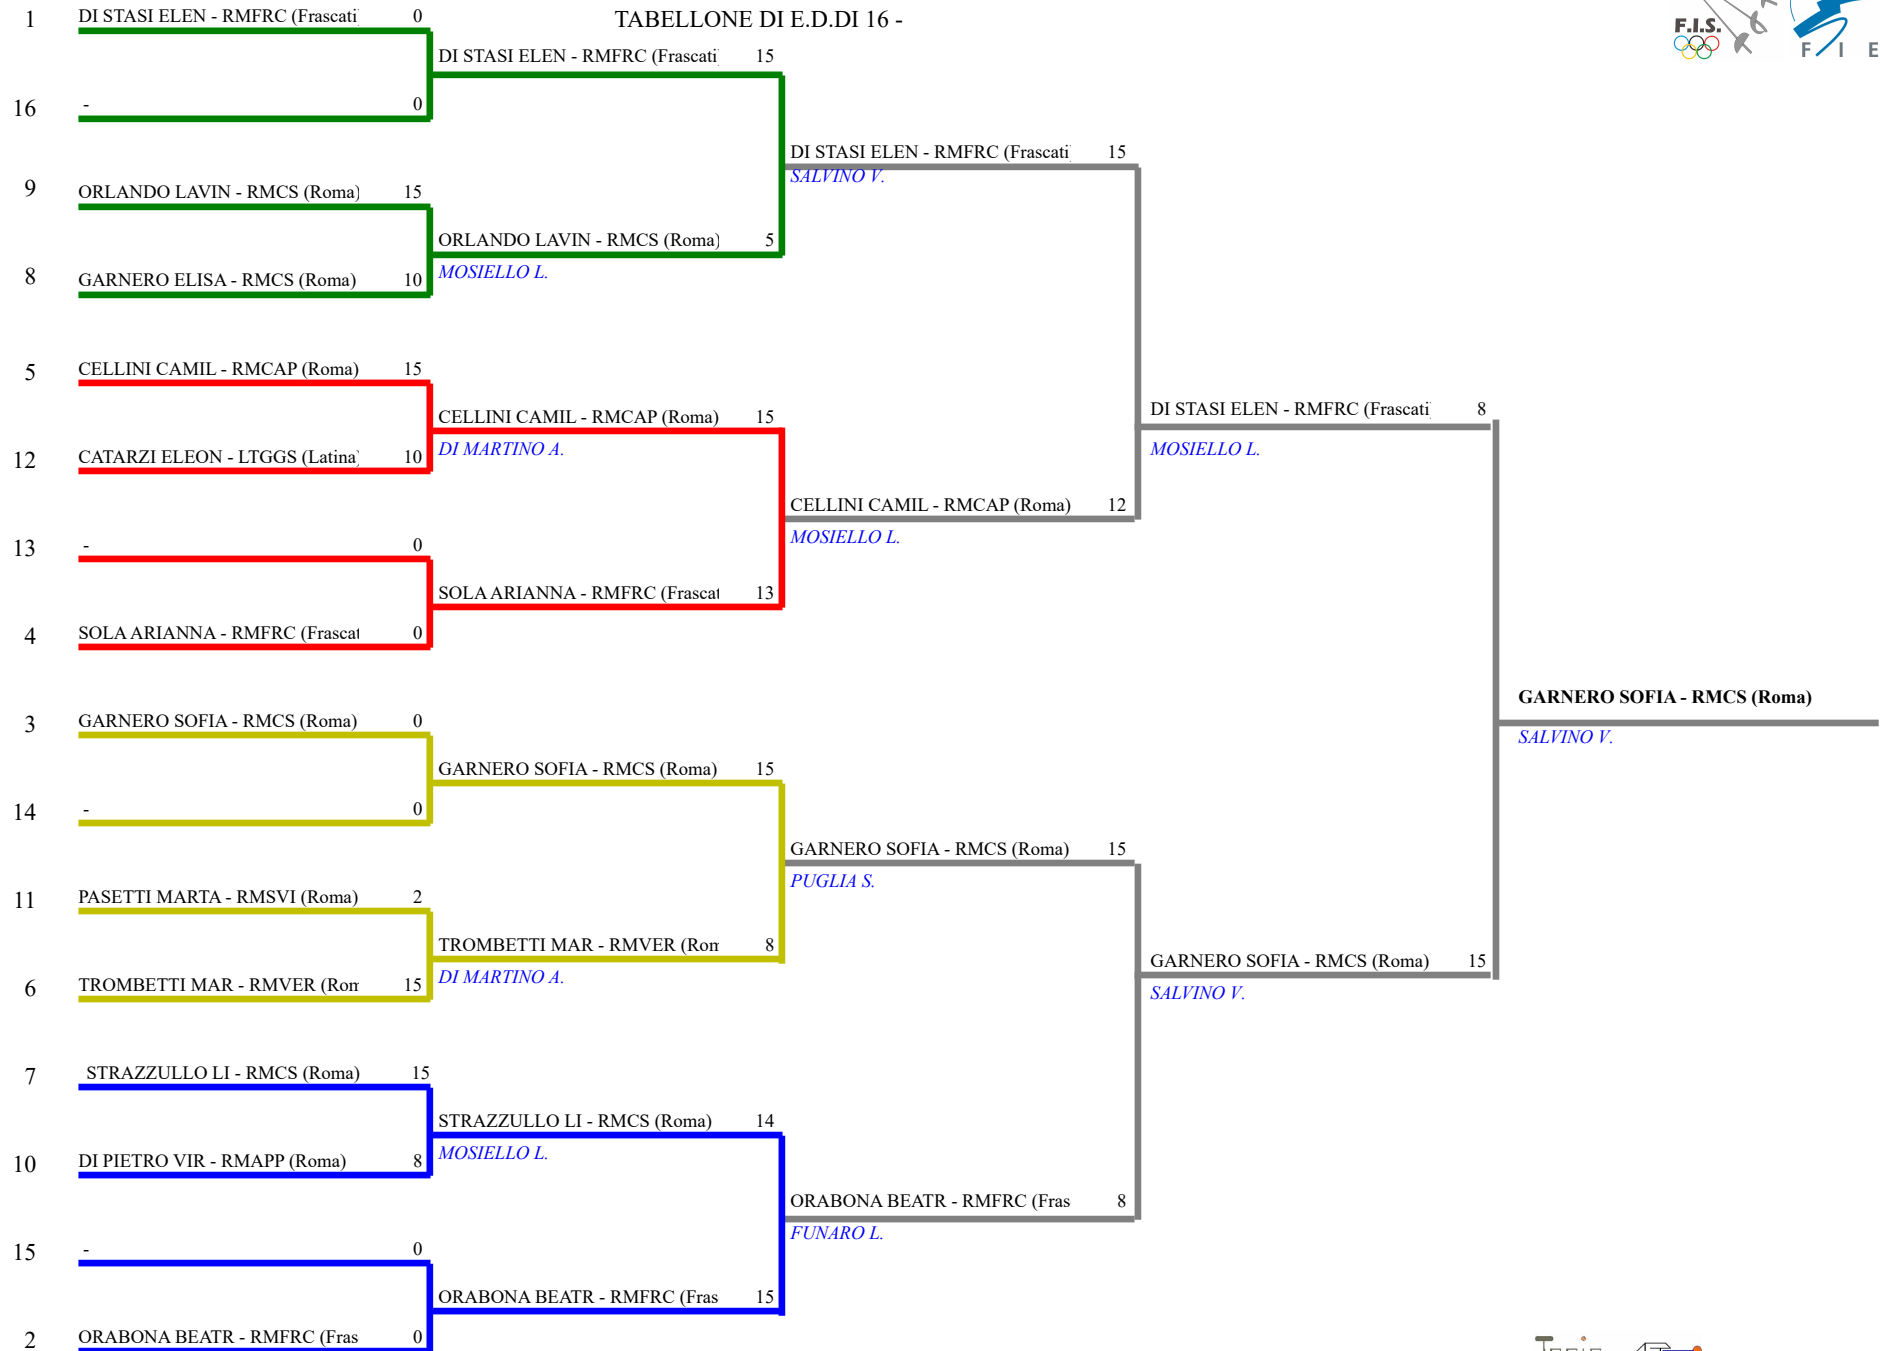 TABELLONE DI E.D.DI 16 -
F.I.S.
F I E
1 DI STASI ELEN - RMFRC (Frascati 0
DI STASI ELEN - RMFRC (Frascati 15
16 - 0
DI STASI ELEN - RMFRC (Frascati 15
SALVINO V.
9 ORLANDO LAVIN - RMCS (Roma) 15
ORLANDO LAVIN - RMCS (Roma) 5
MOSIELLO L.
8 GARNERO ELISA - RMCS (Roma) 10
5 CELLINI CAMIL - RMCAP (Roma) 15
CELLINI CAMIL - RMCAP (Roma) 15
DI MARTINO A.
DI STASI ELEN - RMFRC (Frascati 8
MOSIELLO L.
12 CATARZI ELEON - LTGGS (Latina) 10
CELLINI CAMIL - RMCAP (Roma) 12
MOSIELLO L.
13 - 0
SOLA ARIANNA - RMFRC (Frascat 13
4 SOLA ARIANNA - RMFRC (Frascat 0
GARNERO SOFIA - RMCS (Roma)
SALVINO V.
3 GARNERO SOFIA - RMCS (Roma) 0
GARNERO SOFIA - RMCS (Roma) 15
14 - 0
GARNERO SOFIA - RMCS (Roma) 15
PUGLIA S.
11 PASETTI MARTA - RMSVI (Roma) 2
TROMBETTI MAR - RMVER (Rom 8
DI MARTINO A.
GARNERO SOFIA - RMCS (Roma) 15
SALVINO V.
6 TROMBETTI MAR - RMVER (Rom 15
7 STRAZZULLO LI - RMCS (Roma) 15
STRAZZULLO LI - RMCS (Roma) 14
MOSIELLO L.
10 DI PIETRO VIR - RMAPP (Roma) 8
ORABONA BEATR - RMFRC (Fras 8
FUNARO L.
15 - 0
ORABONA BEATR - RMFRC (Fras 15
2 ORABONA BEATR - RMFRC (Fras 0